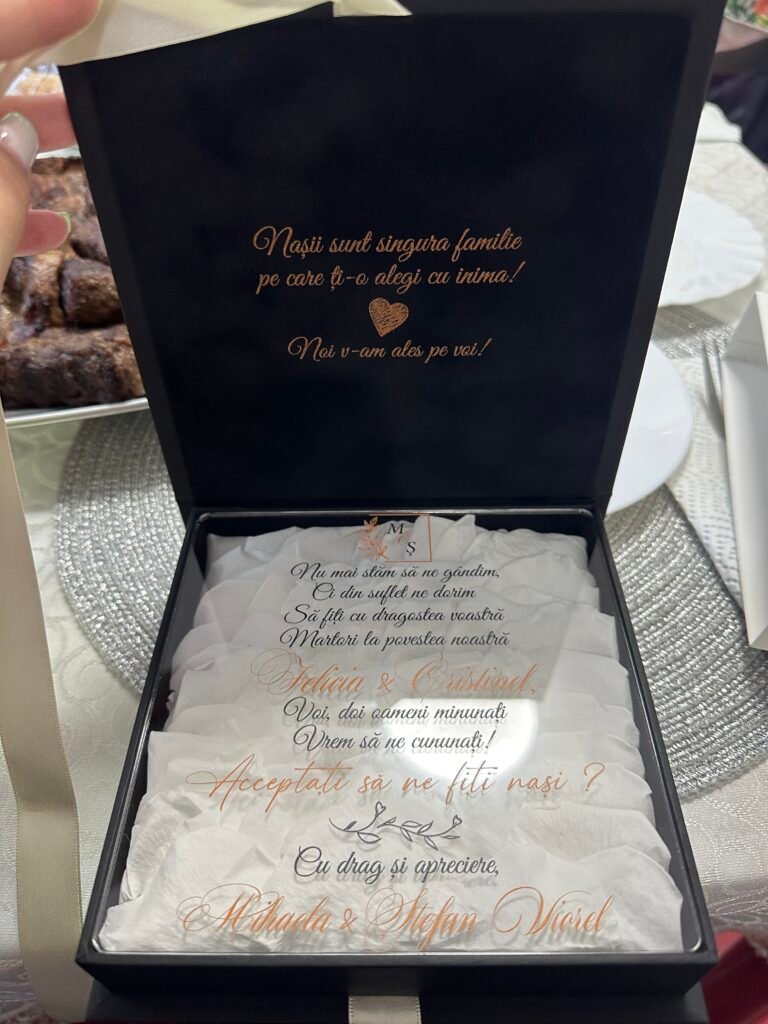 Nașii sunt singura familie
pe care ți-o alegi cu inima!
Noi v-am ales pe voi!
M
Ș
Nu mai stăm să ne gândim,
Ci din suflet ne dorim
Să fiți cu dragostea voastră
Martori la povestea noastră
Felicia & Cristinel,
Voi, doi oameni minunați
Vrem să ne cununați!
Acceptați să ne fiți nași ?
Cu drag și apreciere,
Mihaela & Ștefan Viorel